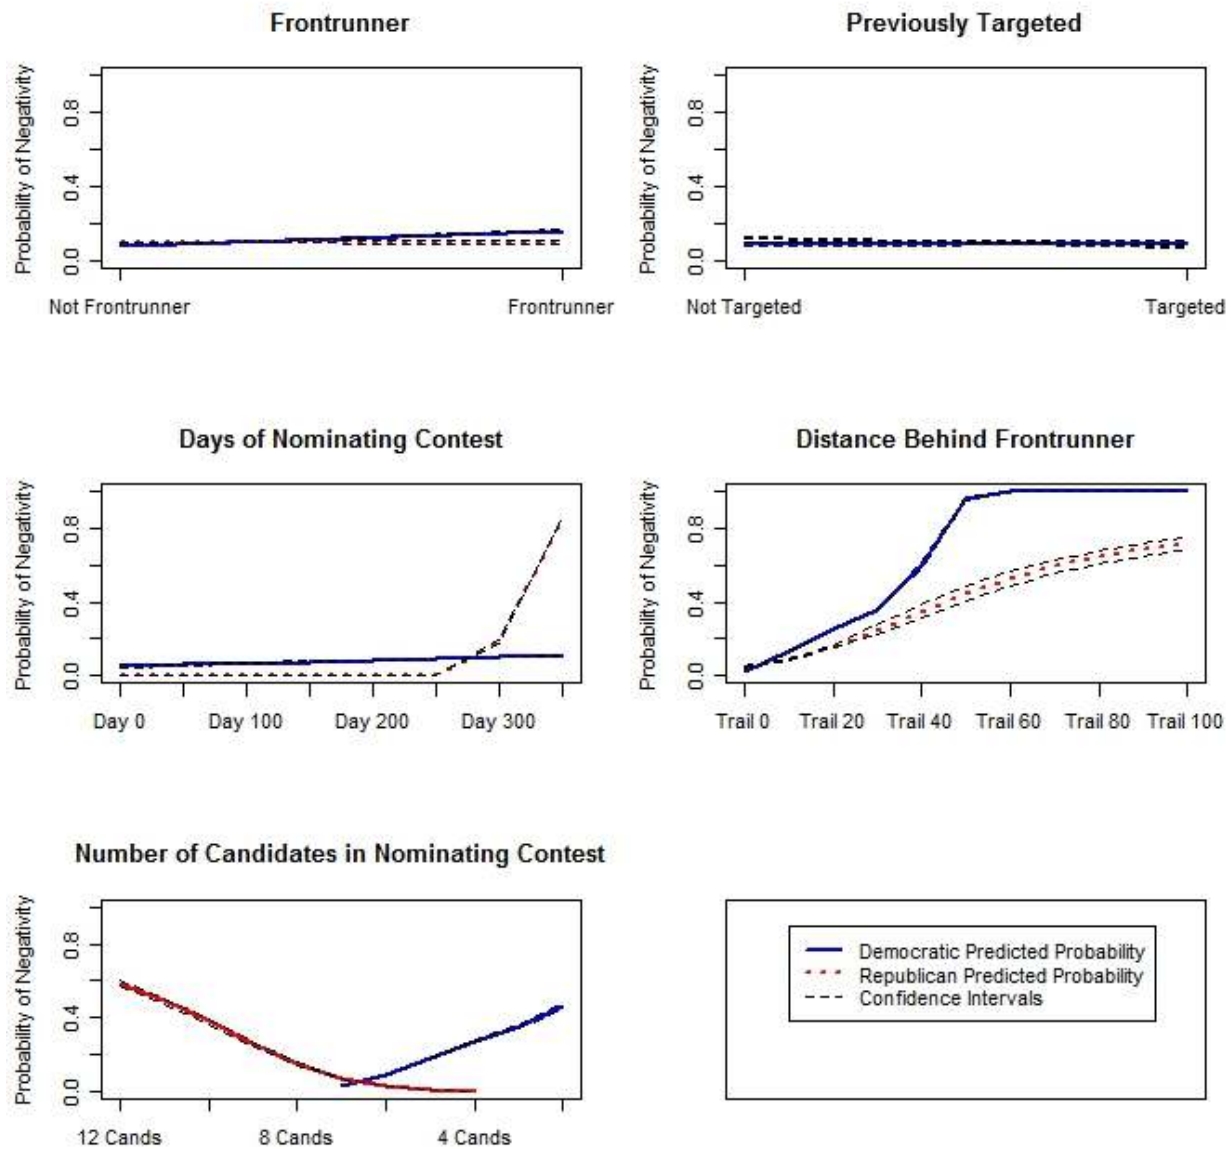 Frontrunner
Probability of Negativity
0.0 0.4 0.8
Not Frontrunner Frontrunner
Previously Targeted
Probability of Negativity
0.0 0.4 0.8
Not Targeted Targeted
Days of Nominating Contest
Probability of Negativity
0.0 0.4 0.8
Day 0 Day 100 Day 200 Day 300
Distance Behind Frontrunner
Probability of Negativity
0.0 0.4 0.8
Trail 0 Trail 20 Trail 40 Trail 60 Trail 80 Trail 100
Number of Candidates in Nominating Contest
Probability of Negativity
0.0 0.4 0.8
12 Cands 8 Cands 4 Cands
Democratic Predicted Probability
Republican Predicted Probability
Confidence Intervals